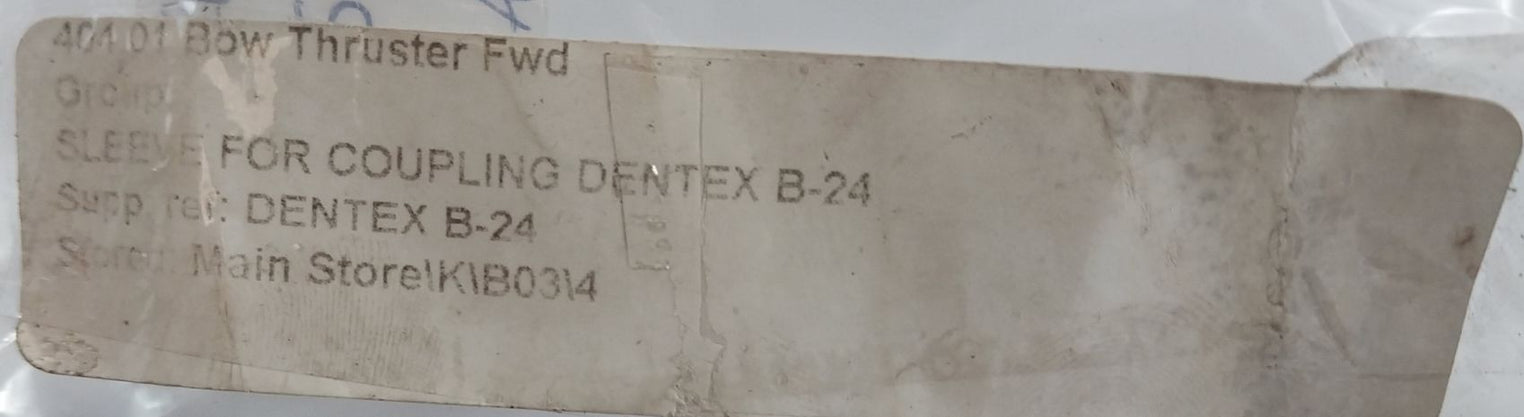 404.01 Bow Thruster Fwd
Group:
SLEEVE FOR COUPLING DENTEX B-24
Supp. ref: DENTEX B-24
Stored: Main Store\K\B03\4